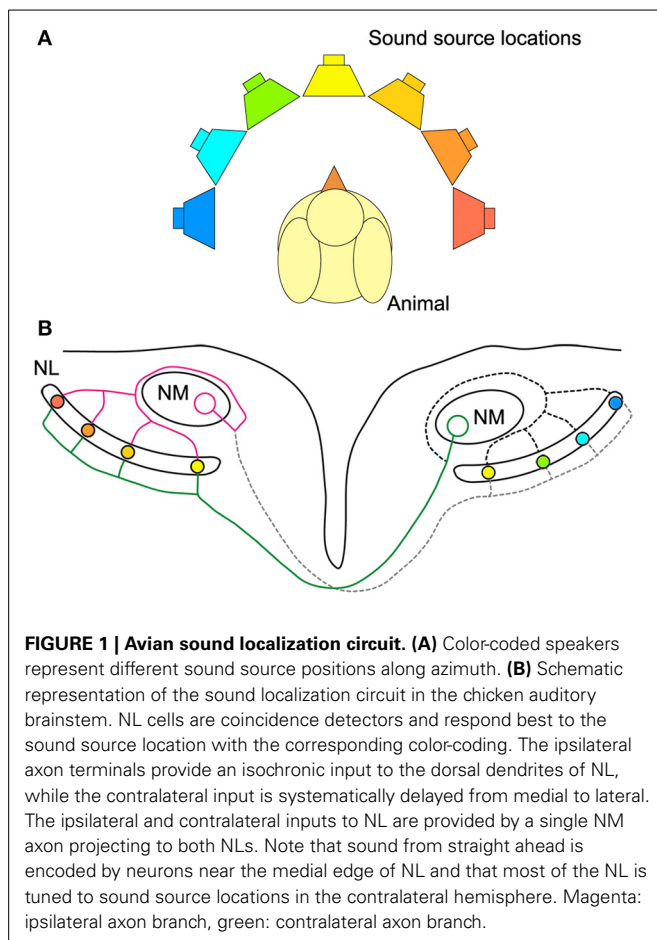 A
Sound source locations
Animal
B
NL
NM
NM
FIGURE 1 | Avian sound localization circuit. (A) Color-coded speakers
represent different sound source positions along azimuth. (B) Schematic
representation of the sound localization circuit in the chicken auditory
brainstem. NL cells are coincidence detectors and respond best to the
sound source location with the corresponding color-coding. The ipsilateral
axon terminals provide an isochronic input to the dorsal dendrites of NL,
while the contralateral input is systematically delayed from medial to lateral.
The ipsilateral and contralateral inputs to NL are provided by a single NM
axon projecting to both NLs. Note that sound from straight ahead is
encoded by neurons near the medial edge of NL and that most of the NL is
tuned to sound source locations in the contralateral hemisphere. Magenta:
ipsilateral axon branch, green: contralateral axon branch.